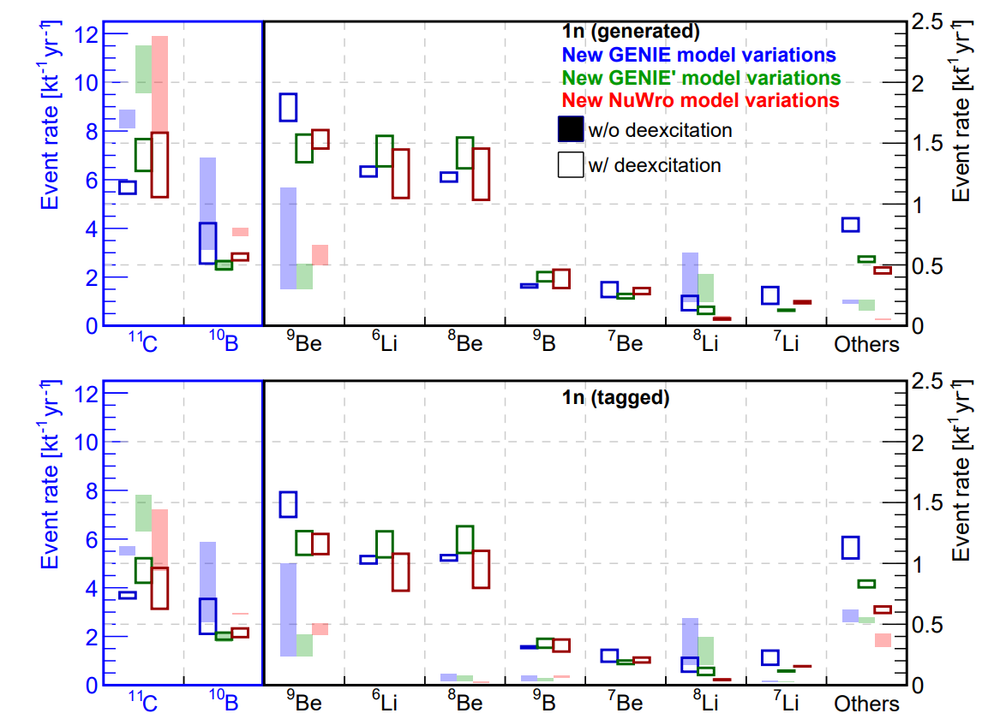 12
10
8
6
4
2
0
Event rate [kt⁻¹ yr⁻¹]
1n (generated)
New GENIE model variations
New GENIE' model variations
New NuWro model variations
w/o deexcitation
w/ deexcitation
2.5
2
1.5
1
0.5
0
Event rate [kt⁻¹ yr⁻¹]
¹¹C ¹⁰B ⁹Be ⁶Li ⁸Be ⁹B ⁷Be ⁸Li ⁷Li Others
12
10
8
6
4
2
0
Event rate [kt⁻¹ yr⁻¹]
1n (tagged)
2.5
2
1.5
1
0.5
0
Event rate [kt⁻¹ yr⁻¹]
¹¹C ¹⁰B ⁹Be ⁶Li ⁸Be ⁹B ⁷Be ⁸Li ⁷Li Others